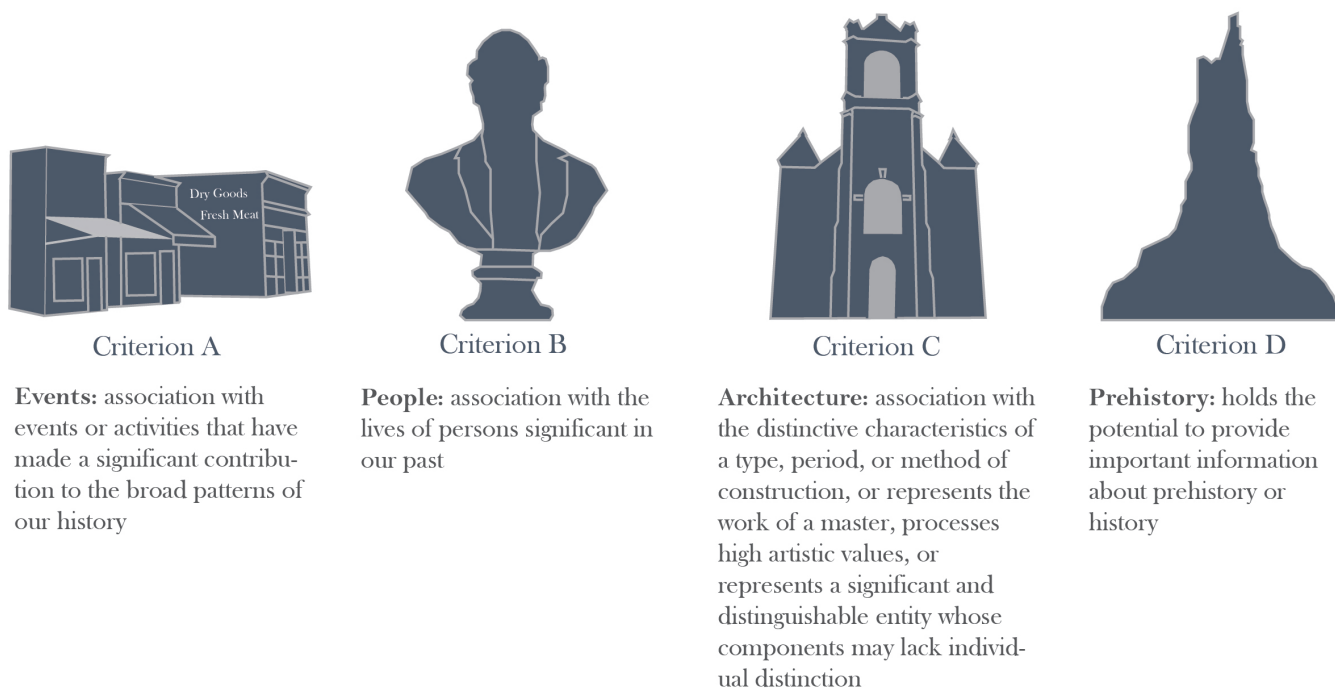 Dry Goods
Fresh Meat
Criterion A
Events: association with
events or activities that have
made a significant contribu-
tion to the broad patterns of
our history
Criterion B
People: association with the
lives of persons significant in
our past
Criterion C
Architecture: association with
the distinctive characteristics of
a type, period, or method of
construction, or represents the
work of a master, processes
high artistic values, or
represents a significant and
distinguishable entity whose
components may lack individ-
ual distinction
Criterion D
Prehistory: holds the
potential to provide
important information
about prehistory or
history